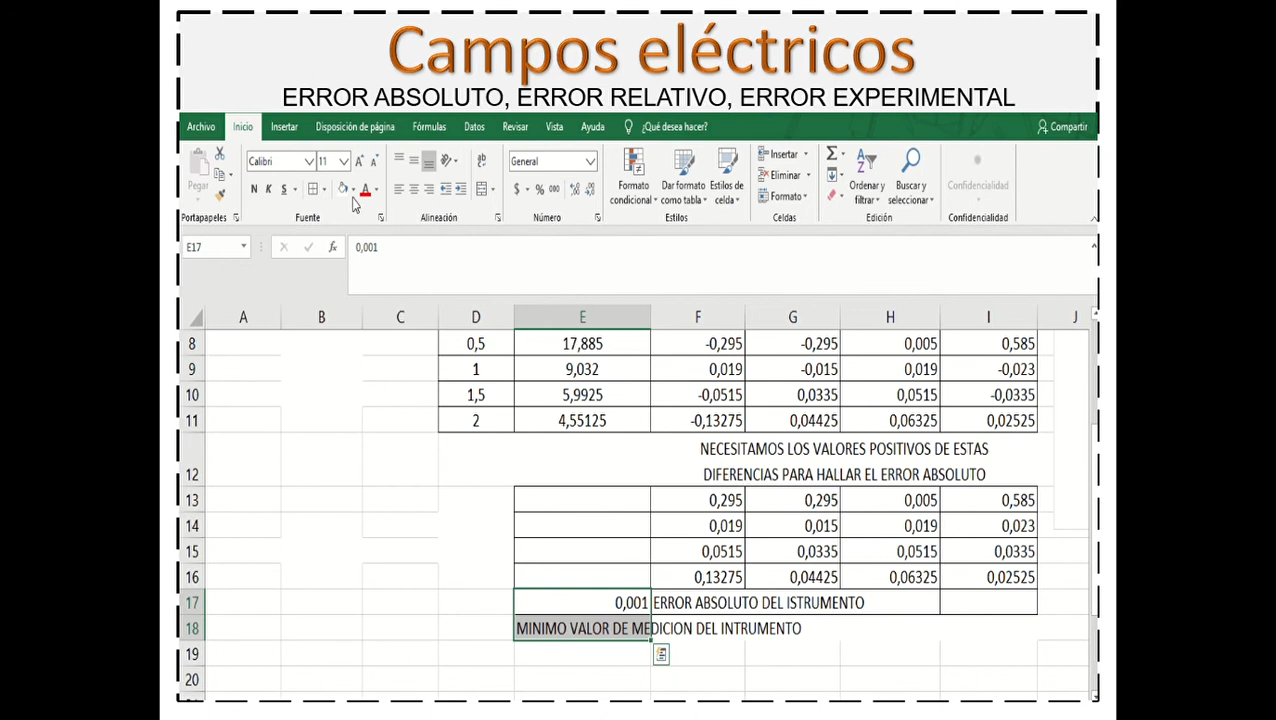 Campos eléctricos
ERROR ABSOLUTO, ERROR RELATIVO, ERROR EXPERIMENTAL
Archivo Inicio Insertar Disposición de página Fórmulas Datos Revisar Vista Ayuda ¿Qué desea hacer? Compartir
Pegar Calibri 11 General Formato condicional Dar formato como tabla Estilos de celda Insertar Eliminar Formato Ordenar y filtrar Buscar y seleccionar Confidencialidad
N K S $ % 000
Portapapeles Fuente Alineación Número Estilos Celdas Edición Confidencialidad
E17 fx 0,001
A B C D E F G H I J
8 0,5 17,885 -0,295 -0,295 0,005 0,585
9 1 9,032 0,019 -0,015 0,019 -0,023
10 1,5 5,9925 -0,0515 0,0335 0,0515 -0,0335
11 2 4,55125 -0,13275 0,04425 0,06325 0,02525
NECESITAMOS LOS VALORES POSITIVOS DE ESTAS
12 DIFERENCIAS PARA HALLAR EL ERROR ABSOLUTO
13 0,295 0,295 0,005 0,585
14 0,019 0,015 0,019 0,023
15 0,0515 0,0335 0,0515 0,0335
16 0,13275 0,04425 0,06325 0,02525
17 0,001 ERROR ABSOLUTO DEL ISTRUMENTO
18 MINIMO VALOR DE MEDICION DEL INTRUMENTO
19
20